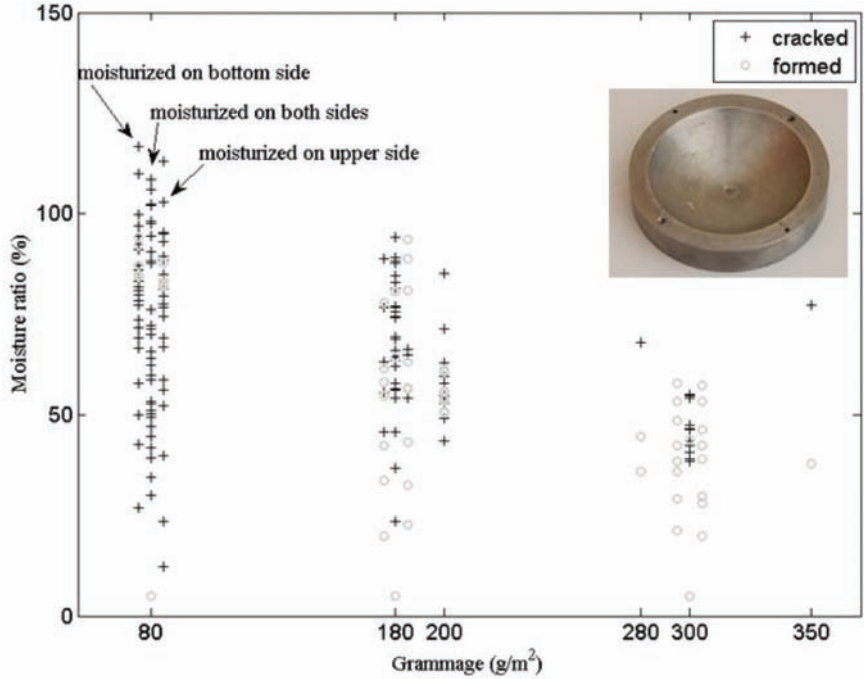 150
cracked
formed
moisturized on bottom side
moisturized on both sides
moisturized on upper side
100
Moisture ratio (%)
50
0
80
180
200
280
300
350
Grammage (g/m²)